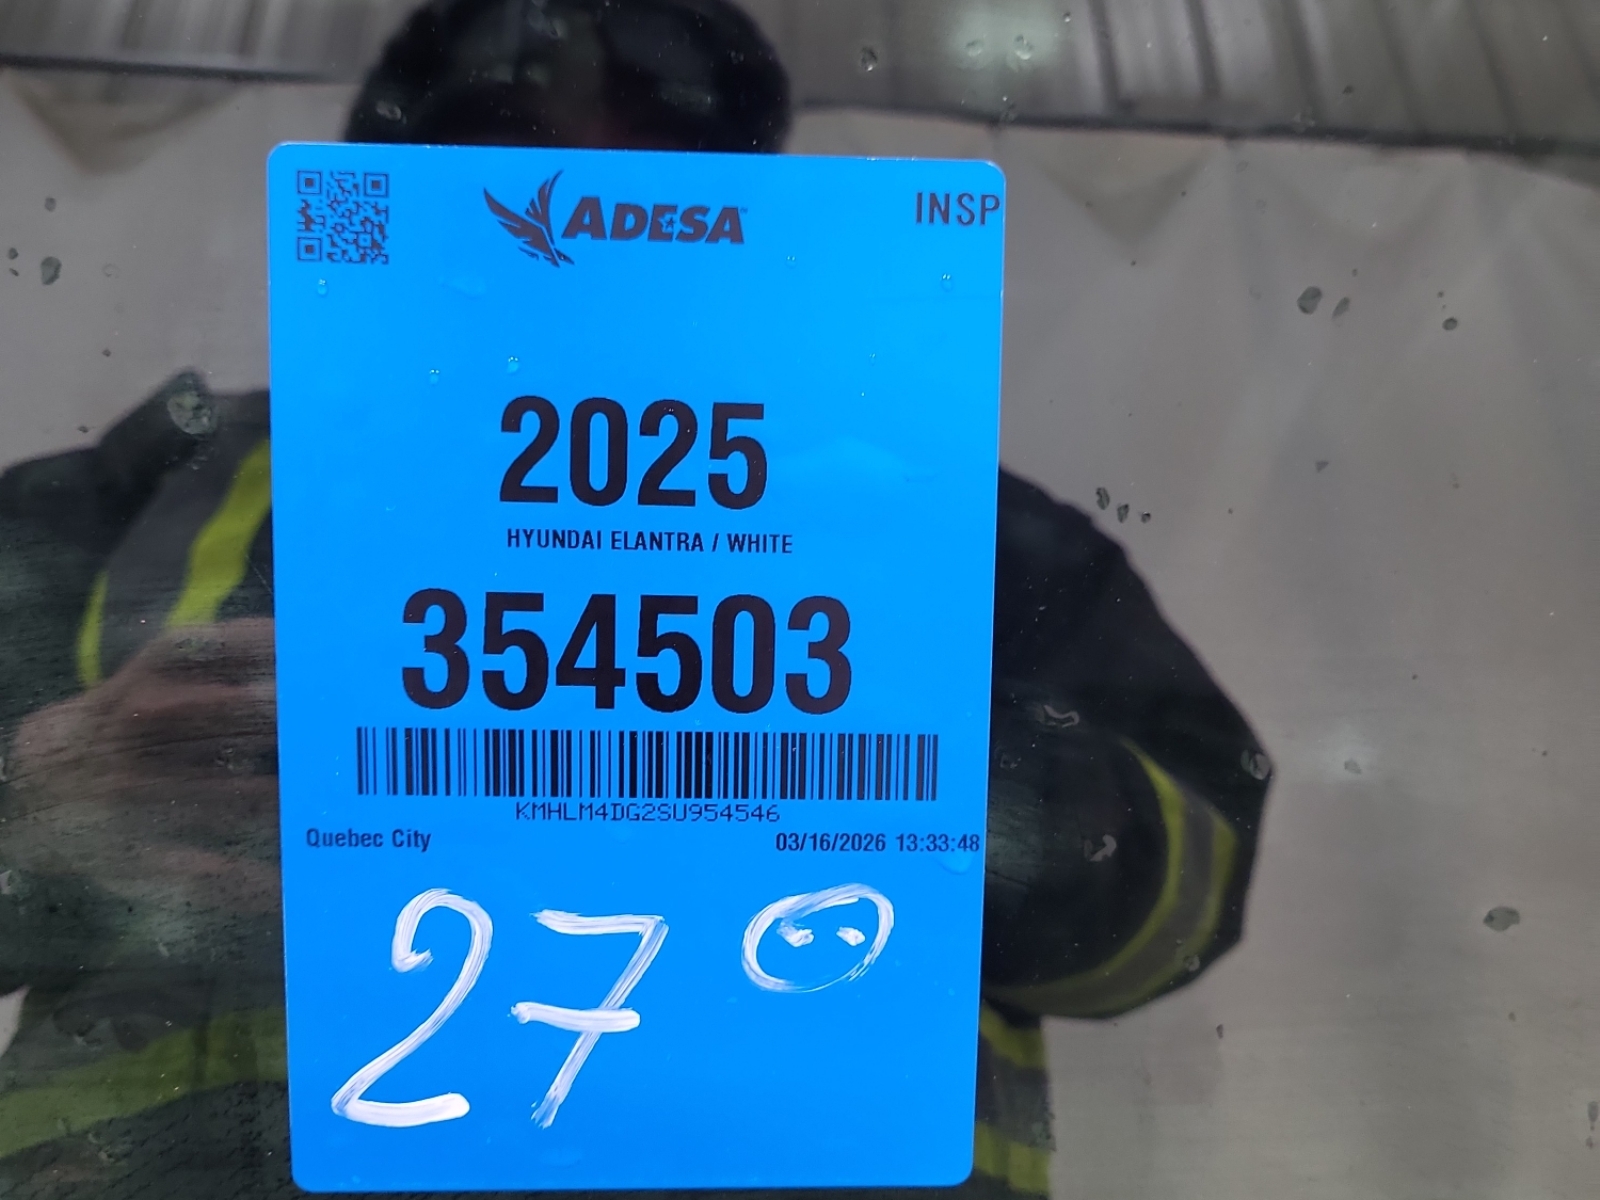 ADESA
INSP
2025
HYUNDAI ELANTRA / WHITE
354503
KMHLM4DG2SU954546
Quebec City 03/16/2026 13:33:48
27